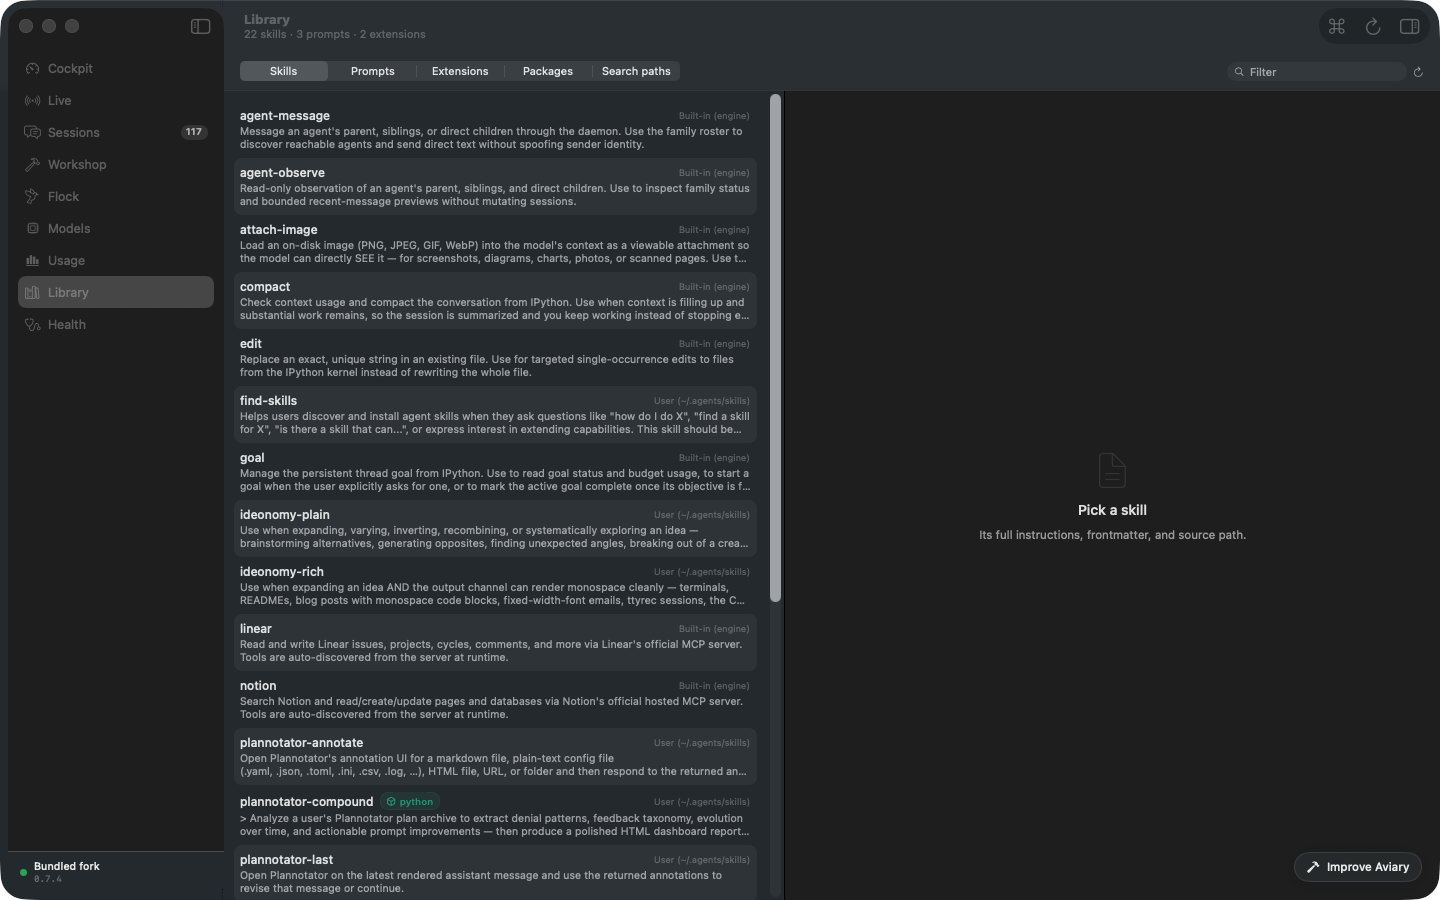 Cockpit
Live
Sessions
117
Workshop
Flock
Models
Usage
Library
Health
Bundled fork
0.7.4
Library
22 skills · 3 prompts · 2 extensions
Skills
Prompts
Extensions
Packages
Search paths
Filter
agent-message
Built-in (engine)
Message an agent's parent, siblings, or direct children through the daemon. Use the family roster to
discover reachable agents and send direct text without spoofing sender identity.
agent-observe
Built-in (engine)
Read-only observation of an agent's parent, siblings, and direct children. Use to inspect family status
and bounded recent-message previews without mutating sessions.
attach-image
Built-in (engine)
Load an on-disk image (PNG, JPEG, GIF, WebP) into the model's context as a viewable attachment so
the model can directly SEE it — for screenshots, diagrams, charts, photos, or scanned pages. Use t...
compact
Built-in (engine)
Check context usage and compact the conversation from IPython. Use when context is filling up and
substantial work remains, so the session is summarized and you keep working instead of stopping e...
edit
Built-in (engine)
Replace an exact, unique string in an existing file. Use for targeted single-occurrence edits to files
from the IPython kernel instead of rewriting the whole file.
find-skills
User (~/.agents/skills)
Helps users discover and install agent skills when they ask questions like "how do I do X", "find a skill
for X", "is there a skill that can...", or express interest in extending capabilities. This skill should be...
goal
Built-in (engine)
Manage the persistent thread goal from IPython. Use to read goal status and budget usage, to start a
goal when the user explicitly asks for one, or to mark the active goal complete once its objective is f...
ideonomy-plain
User (~/.agents/skills)
Use when expanding, varying, inverting, recombining, or systematically exploring an idea —
brainstorming alternatives, generating opposites, finding unexpected angles, breaking out of a crea...
ideonomy-rich
User (~/.agents/skills)
Use when expanding an idea AND the output channel can render monospace cleanly — terminals,
READMEs, blog posts with monospace code blocks, fixed-width-font emails, ttyrec sessions, the C...
linear
Built-in (engine)
Read and write Linear issues, projects, cycles, comments, and more via Linear's official MCP server.
Tools are auto-discovered from the server at runtime.
notion
Built-in (engine)
Search Notion and read/create/update pages and databases via Notion's official hosted MCP server.
Tools are auto-discovered from the server at runtime.
plannotator-annotate
User (~/.agents/skills)
Open Plannotator's annotation UI for a markdown file, plain-text config file
(.yaml, .json, .toml, .ini, .csv, .log, ...), HTML file, URL, or folder and then respond to the returned an...
plannotator-compound
python
User (~/.agents/skills)
> Analyze a user's Plannotator plan archive to extract denial patterns, feedback taxonomy, evolution
over time, and actionable prompt improvements — then produce a polished HTML dashboard report...
plannotator-last
User (~/.agents/skills)
Open Plannotator on the latest rendered assistant message and use the returned annotations to
revise that message or continue.
Pick a skill
Its full instructions, frontmatter, and source path.
Improve Aviary